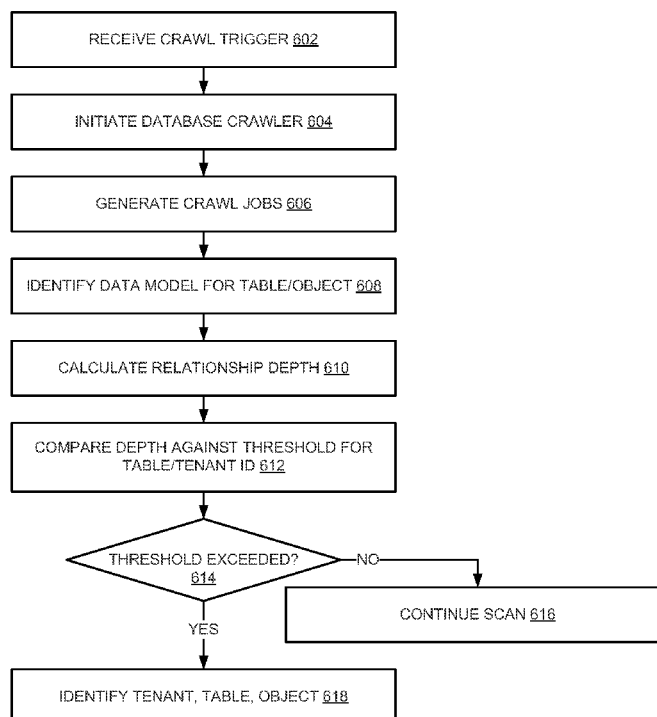 RECEIVE CRAWL TRIGGER 602
INITIATE DATABASE CRAWLER 604
GENERATE CRAWL JOBS 606
IDENTIFY DATA MODEL FOR TABLE/OBJECT 608
CALCULATE RELATIONSHIP DEPTH 610
COMPARE DEPTH AGAINST THRESHOLD FOR
TABLE/TENANT ID 612
THRESHOLD EXCEEDED?
614
NO
CONTINUE SCAN 616
YES
IDENTIFY TENANT, TABLE, OBJECT 618